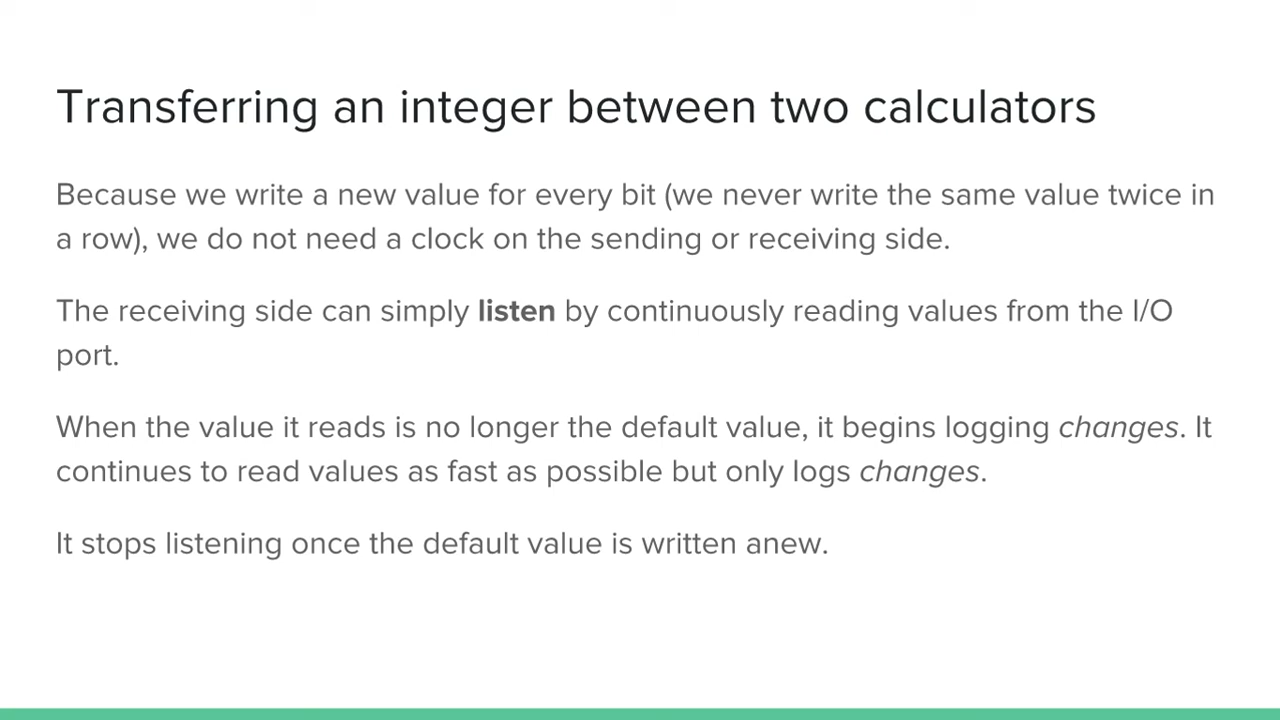 Transferring an integer between two calculators
Because we write a new value for every bit (we never write the same value twice in
a row), we do not need a clock on the sending or receiving side.
The receiving side can simply listen by continuously reading values from the I/O
port.
When the value it reads is no longer the default value, it begins logging changes. It
continues to read values as fast as possible but only logs changes.
It stops listening once the default value is written anew.